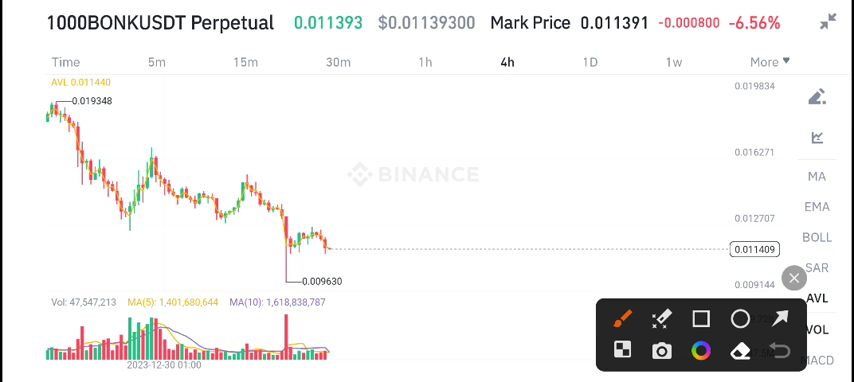 1000BONKUSDT Perpetual 0.011393 $0.01139300 Mark Price 0.011391 -0.000800 -6.56%
Time 5m 15m 30m 1h 4h 1D 1w More
AVL 0.011440
0.019834
0.019348
MA
0.016271
BINANCE
EMA
0.012707
BOLL
0.011409
SAR
0.009630
0.009144
AVL
Vol: 47,547,213 MA(5): 1,401,680,644 MA(10): 1,618,838,787
VOL
MACD
2023-12-30 01:00